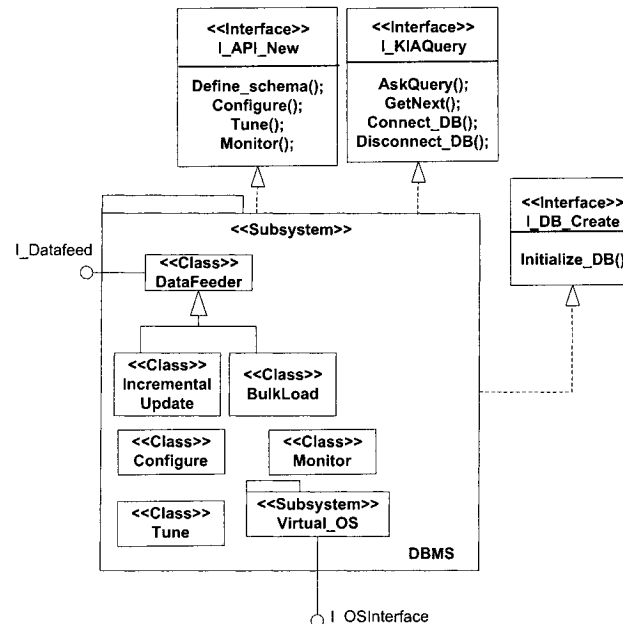 <<Interface>>
I_API_New
Define_schema();
Configure();
Tune();
Monitor();
<<Interface>>
I_KIAQuery
AskQuery();
GetNext();
Connect_DB();
Disconnect_DB();
<<Interface>>
I_DB_Create
Initialize_DB()
<<Subsystem>>
I_Datafeed
<<Class>>
DataFeeder
<<Class>>
Incremental
Update
<<Class>>
BulkLoad
<<Class>>
Configure
<<Class>>
Monitor
<<Class>>
Tune
<<Subsystem>>
Virtual_OS
DBMS
I_OSInterface